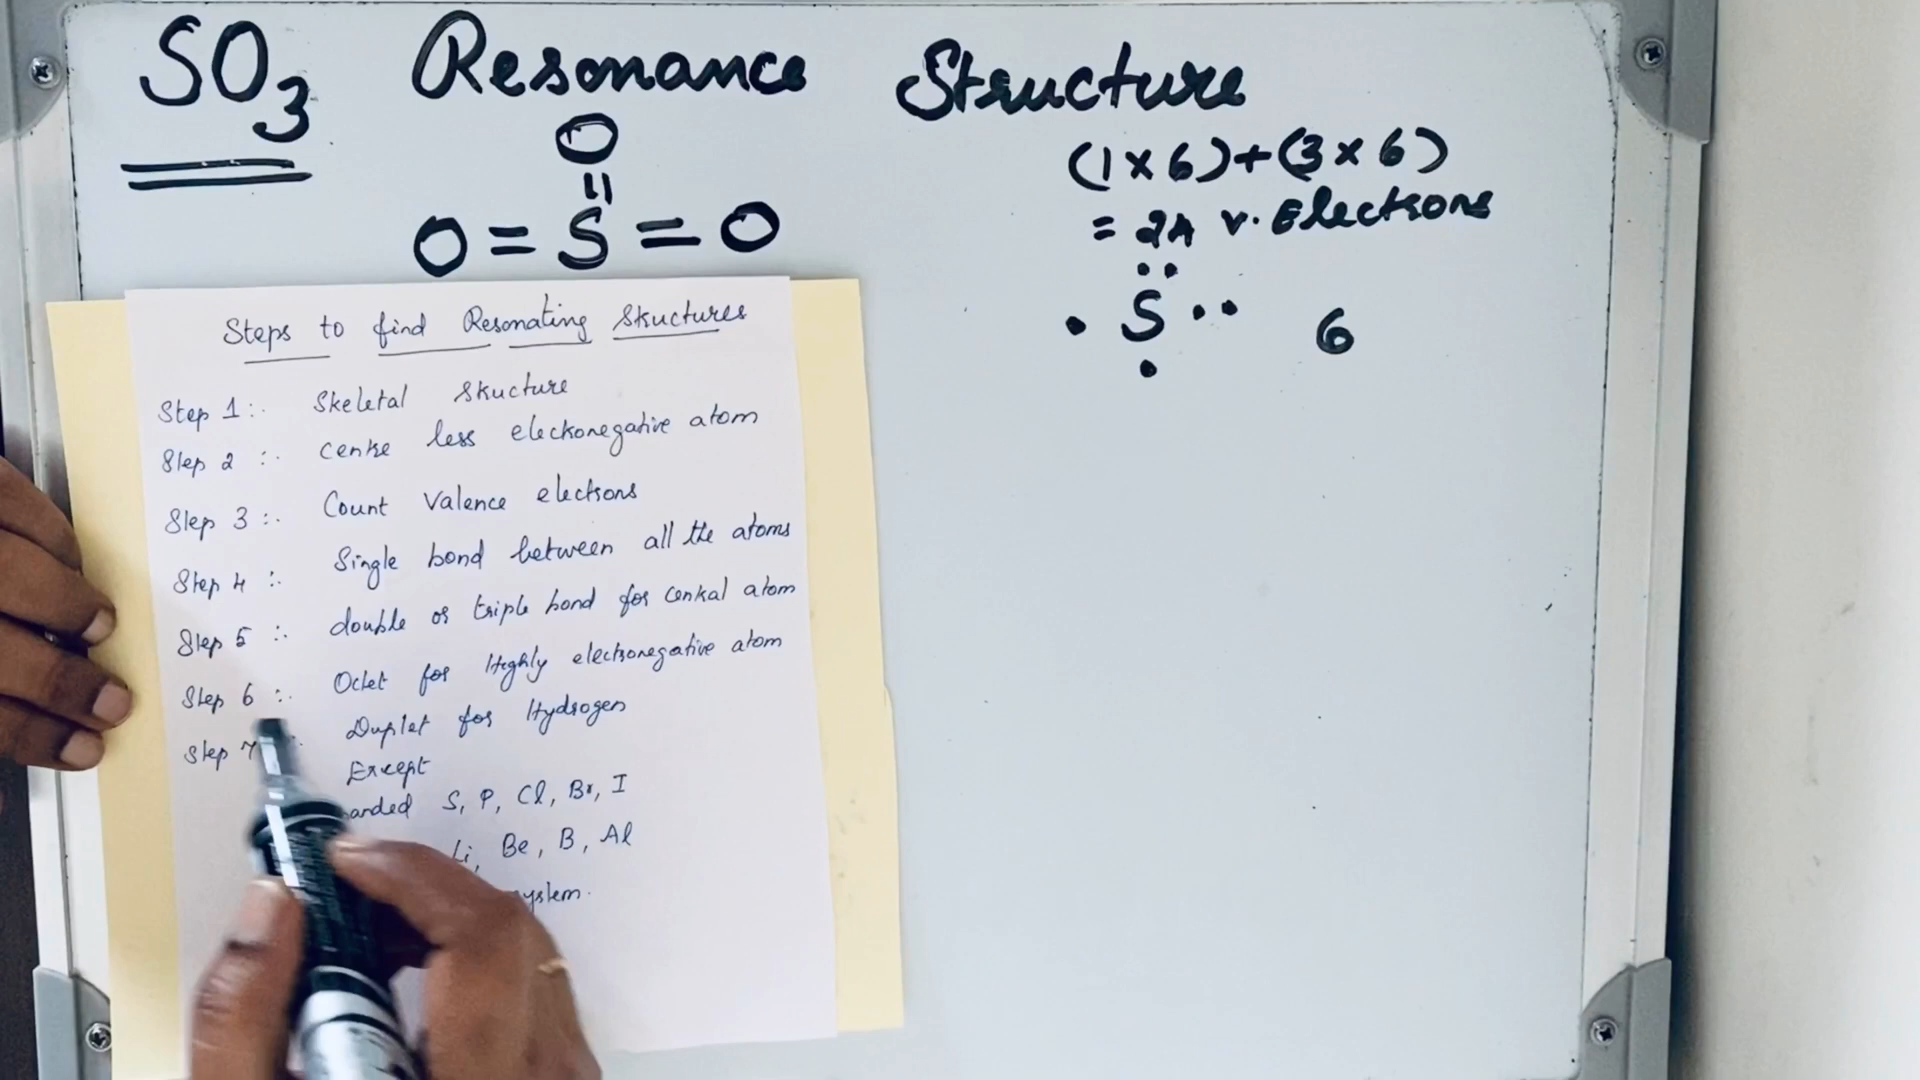 SO3 Resonance Structure
O
||
O = S = O
(1 × 6) + (3 × 6)
= 24 v. Electrons
S
6
Steps to find Resonating Structures
Step 1 :. Skeletal structure
Step 2 :. centre less electronegative atom
Step 3 :. Count Valence electrons
Step 4 :. Single bond between all the atoms
Step 5 :. double or triple bond for central atom
Step 6 :. Octet for Highly electronegative atom
Step 7 Duplet for Hydrogen
Except
S, P, Cl, Br, I
Li, Be, B, Al